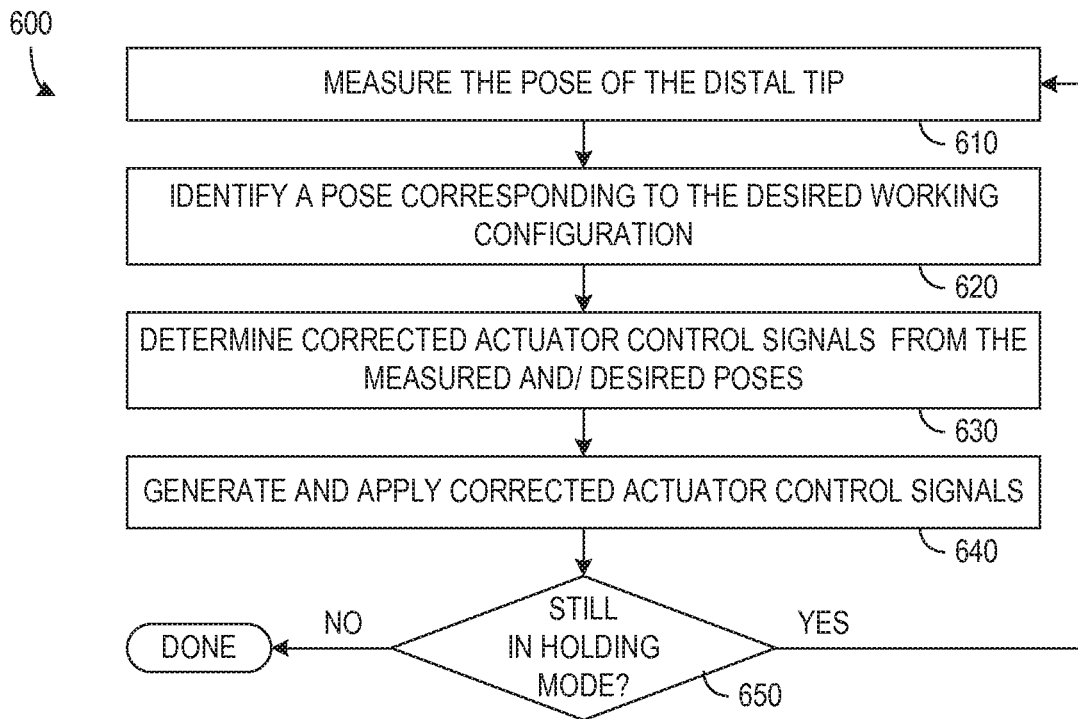 600
MEASURE THE POSE OF THE DISTAL TIP
610
IDENTIFY A POSE CORRESPONDING TO THE DESIRED WORKING
CONFIGURATION
620
DETERMINE CORRECTED ACTUATOR CONTROL SIGNALS FROM THE
MEASURED AND/ DESIRED POSES
630
GENERATE AND APPLY CORRECTED ACTUATOR CONTROL SIGNALS
640
STILL
IN HOLDING
MODE?
NO
YES
DONE
650